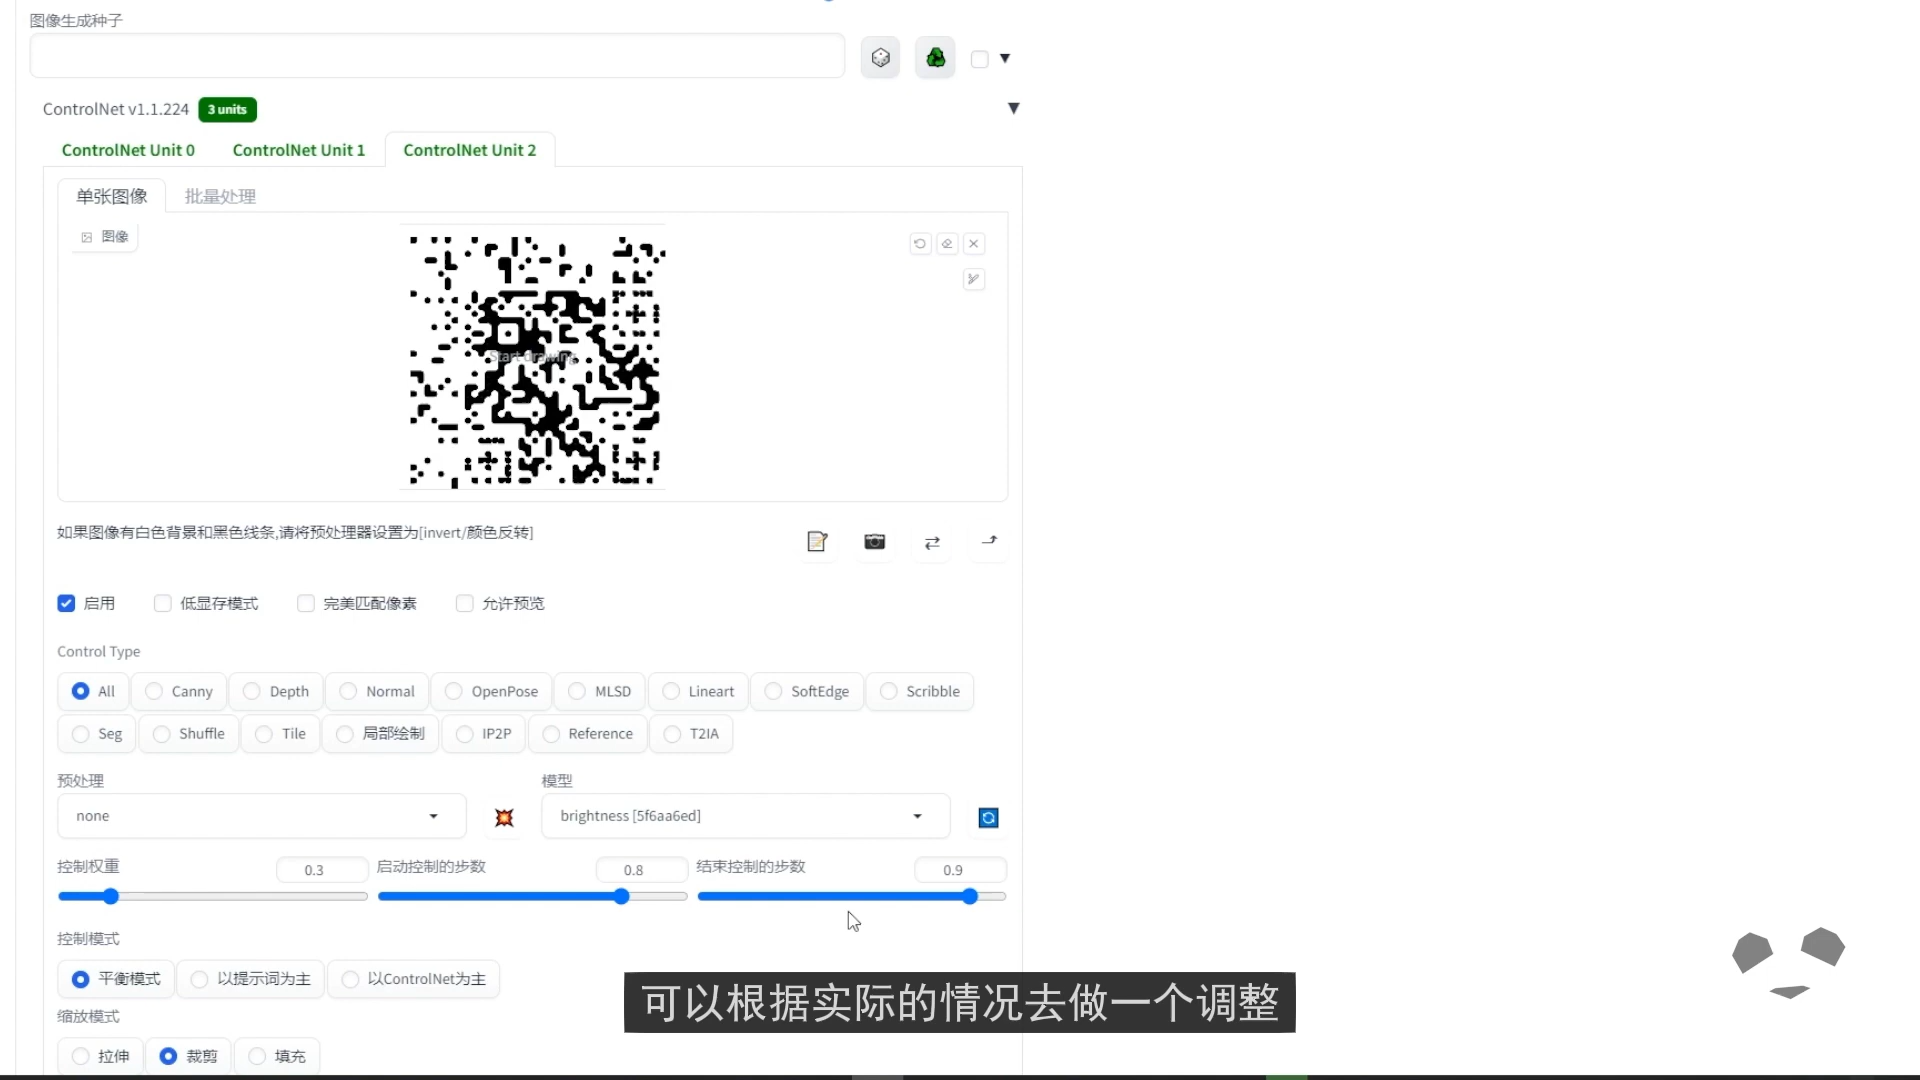 图像生成种子
ControlNet v1.1.224 3 units
ControlNet Unit 0 ControlNet Unit 1 ControlNet Unit 2
单张图像 批量处理
图像
Start drawing
如果图像有白色背景和黑色线条,请将预处理器设置为[invert/颜色反转]
启用 低显存模式 完美匹配像素 允许预览
Control Type
All Canny Depth Normal OpenPose MLSD Lineart SoftEdge Scribble
Seg Shuffle Tile 局部绘制 IP2P Reference T2IA
预处理 模型
none brightness [5f6aa6ed]
控制权重 0.3 启动控制的步数 0.8 结束控制的步数 0.9
控制模式
平衡模式 以提示词为主 以ControlNet为主
可以根据实际的情况去做一个调整
缩放模式
拉伸 裁剪 填充